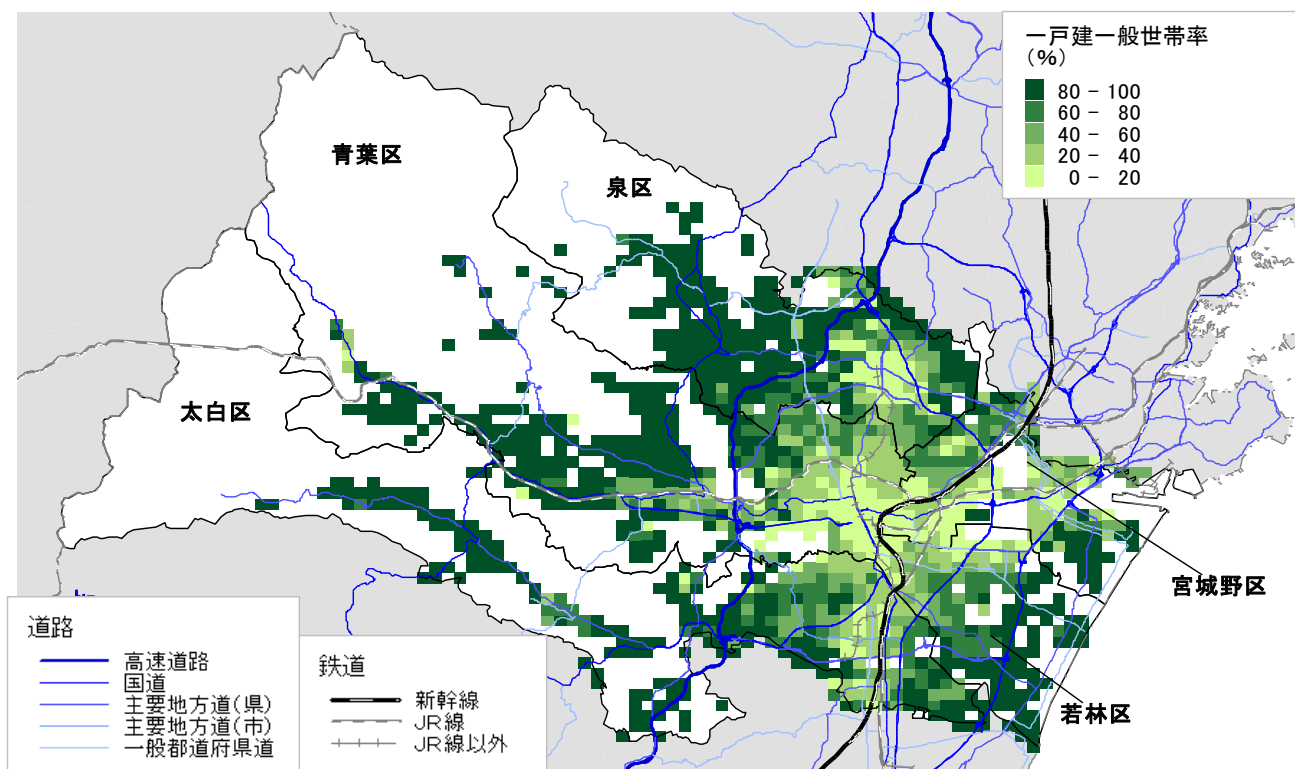 一戸建一般世帯率
（%）
80 - 100
60 - 80
40 - 60
20 - 40
0 - 20
青葉区
泉区
太白区
宮城野区
若林区
道路
高速道路
国道
主要地方道(県)
主要地方道(市)
一般都道府県道
鉄道
新幹線
JR線
JR線以外